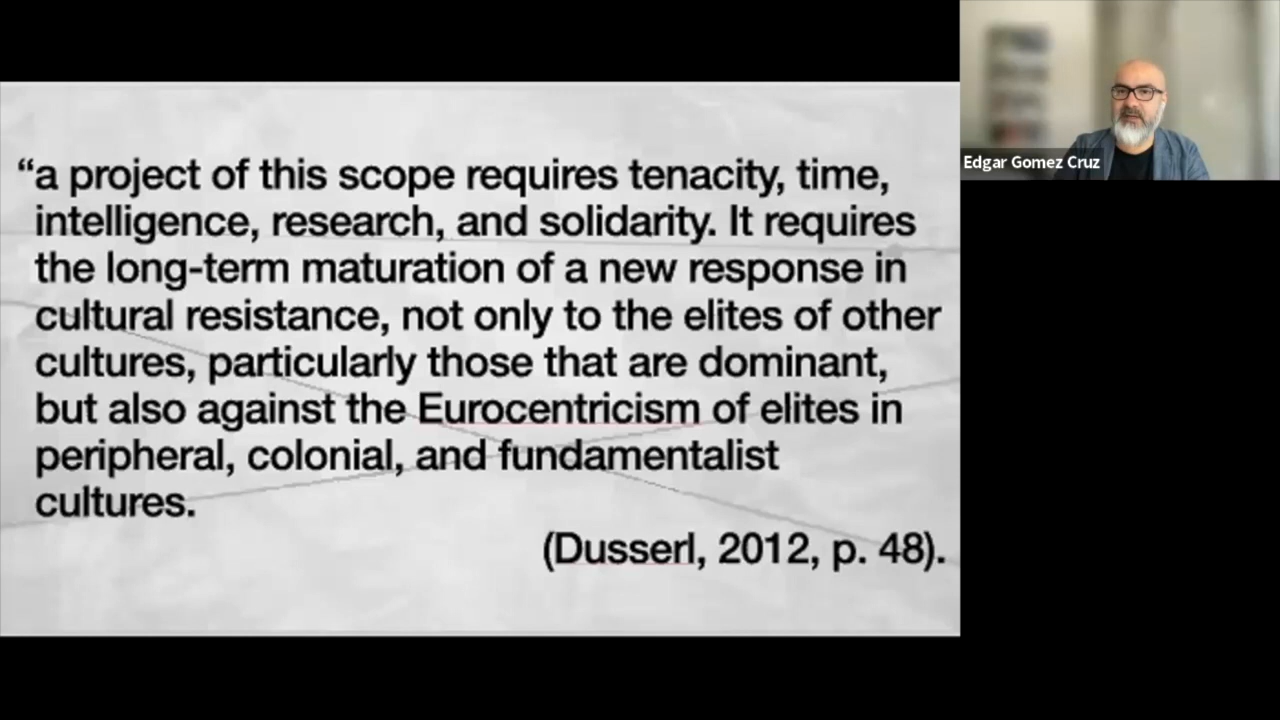 “a project of this scope requires tenacity, time,
intelligence, research, and solidarity. It requires
the long-term maturation of a new response in
cultural resistance, not only to the elites of other
cultures, particularly those that are dominant,
but also against the Eurocentricism of elites in
peripheral, colonial, and fundamentalist
cultures.
(Dusserl, 2012, p. 48).
Edgar Gomez Cruz